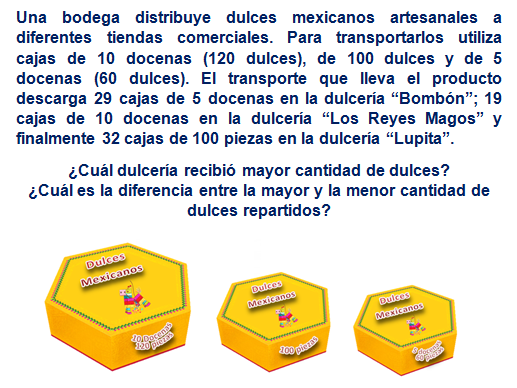 Una bodega distribuye dulces mexicanos artesanales a
diferentes tiendas comerciales. Para transportarlos utiliza
cajas de 10 docenas (120 dulces), de 100 dulces y de 5
docenas (60 dulces). El transporte que lleva el producto
descarga 29 cajas de 5 docenas en la dulcería “Bombón”; 19
cajas de 10 docenas en la dulcería “Los Reyes Magos” y
finalmente 32 cajas de 100 piezas en la dulcería “Lupita”.
¿Cuál dulcería recibió mayor cantidad de dulces?
¿Cuál es la diferencia entre la mayor y la menor cantidad de
dulces repartidos?
Dulces
Mexicanos
10 Docenas
120 piezas
Dulces
Mexicanos
100 piezas
Dulces
Mexicanos
5 docenas
60 piezas